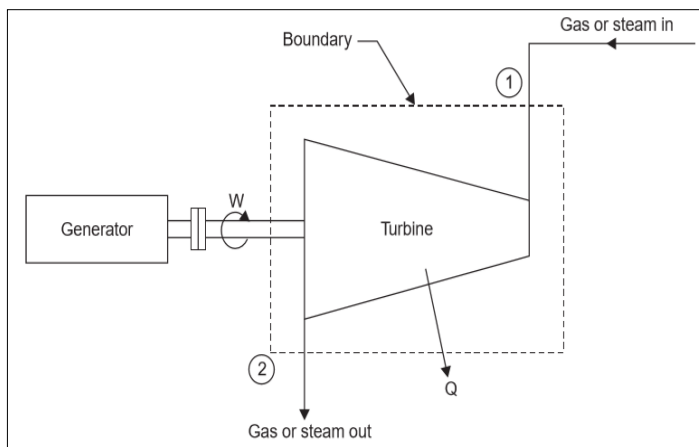 Gas or steam in
Boundary
1
W
Generator
Turbine
2
Q
Gas or steam out